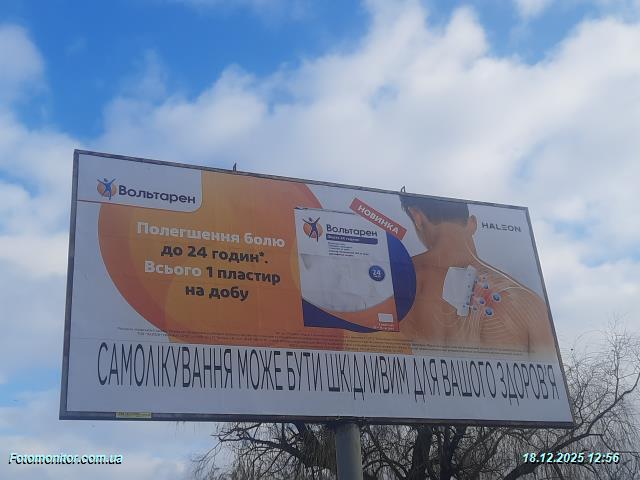 Вольтарен
Полегшення болю
до 24 годин*.
Всього 1 пластир
на добу
Вольтарен
24
НОВИНКА
HALEON
САМОЛІКУВАННЯ МОЖЕ БУТИ ШКІДЛИВИМ ДЛЯ ВАШОГО ЗДОРОВ'Я
Fotomonitor.com.ua
18.12.2025 12:56